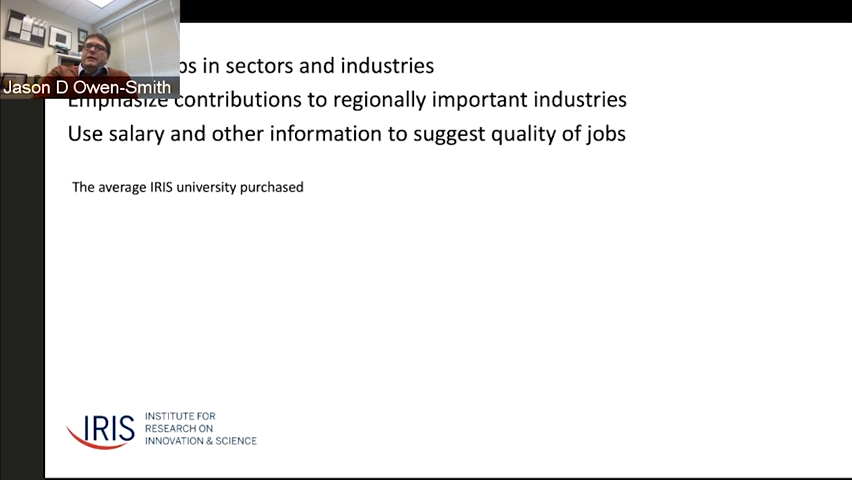 Jason D Owen-Smith
in sectors and industries
Emphasize contributions to regionally important industries
Use salary and other information to suggest quality of jobs
The average IRIS university purchased
IRIS
INSTITUTE FOR
RESEARCH ON
INNOVATION & SCIENCE